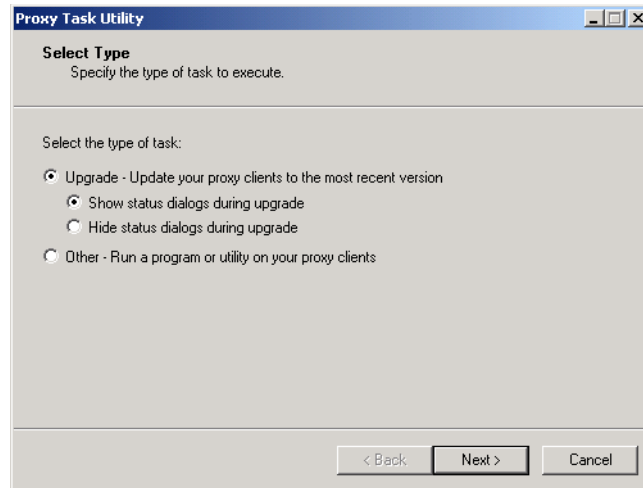 Proxy Task Utility
Select Type
Specify the type of task to execute.
Select the type of task:
Upgrade - Update your proxy clients to the most recent version
Show status dialogs during upgrade
Hide status dialogs during upgrade
Other - Run a program or utility on your proxy clients
< Back
Next >
Cancel